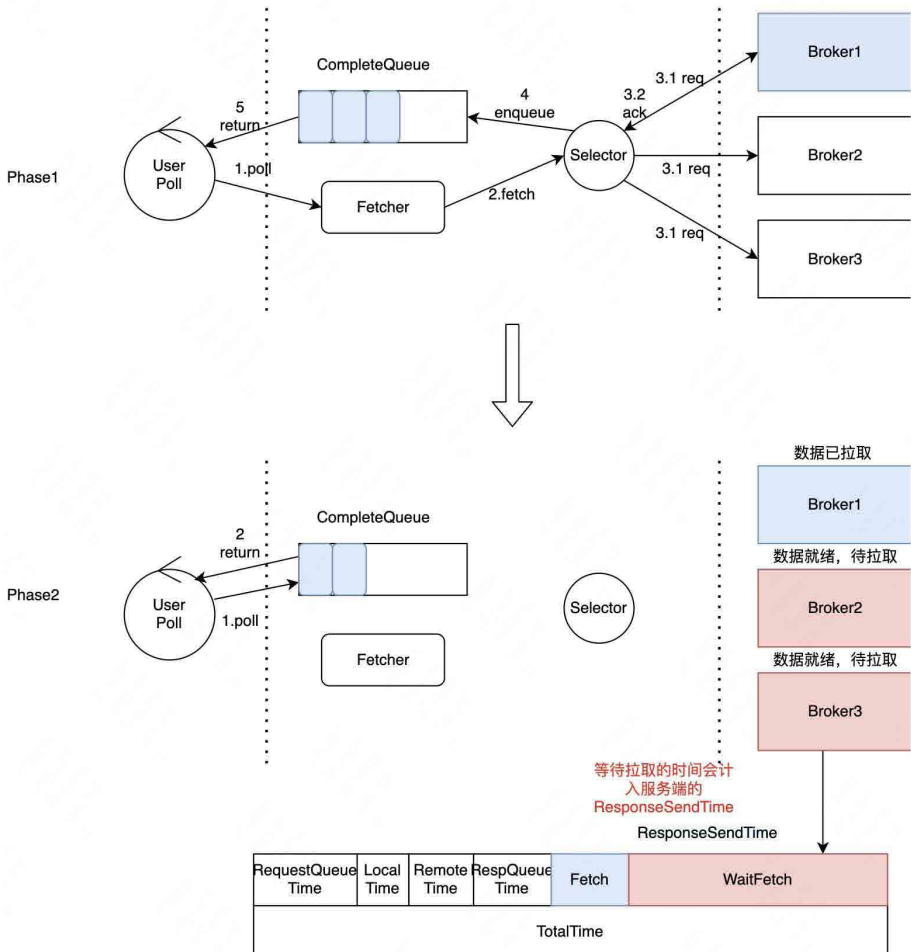 CompleteQueue
Broker1
3.1 req
5
return
4
enqueue
3.2
ack
Phase1
User
Poll
1.poll
Selector
3.1 req
Broker2
Fetcher
2.fetch
3.1 req
Broker3
数据已拉取
CompleteQueue
Broker1
2
return
数据就绪，待拉取
Phase2
User
Poll
1.poll
Selector
Broker2
Fetcher
数据就绪，待拉取
Broker3
等待拉取的时间会计
入服务端的
ResponseSendTime
ResponseSendTime
RequestQueue
Time
Local
Time
Remote
Time
RespQueue
Time
Fetch
WaitFetch
TotalTime